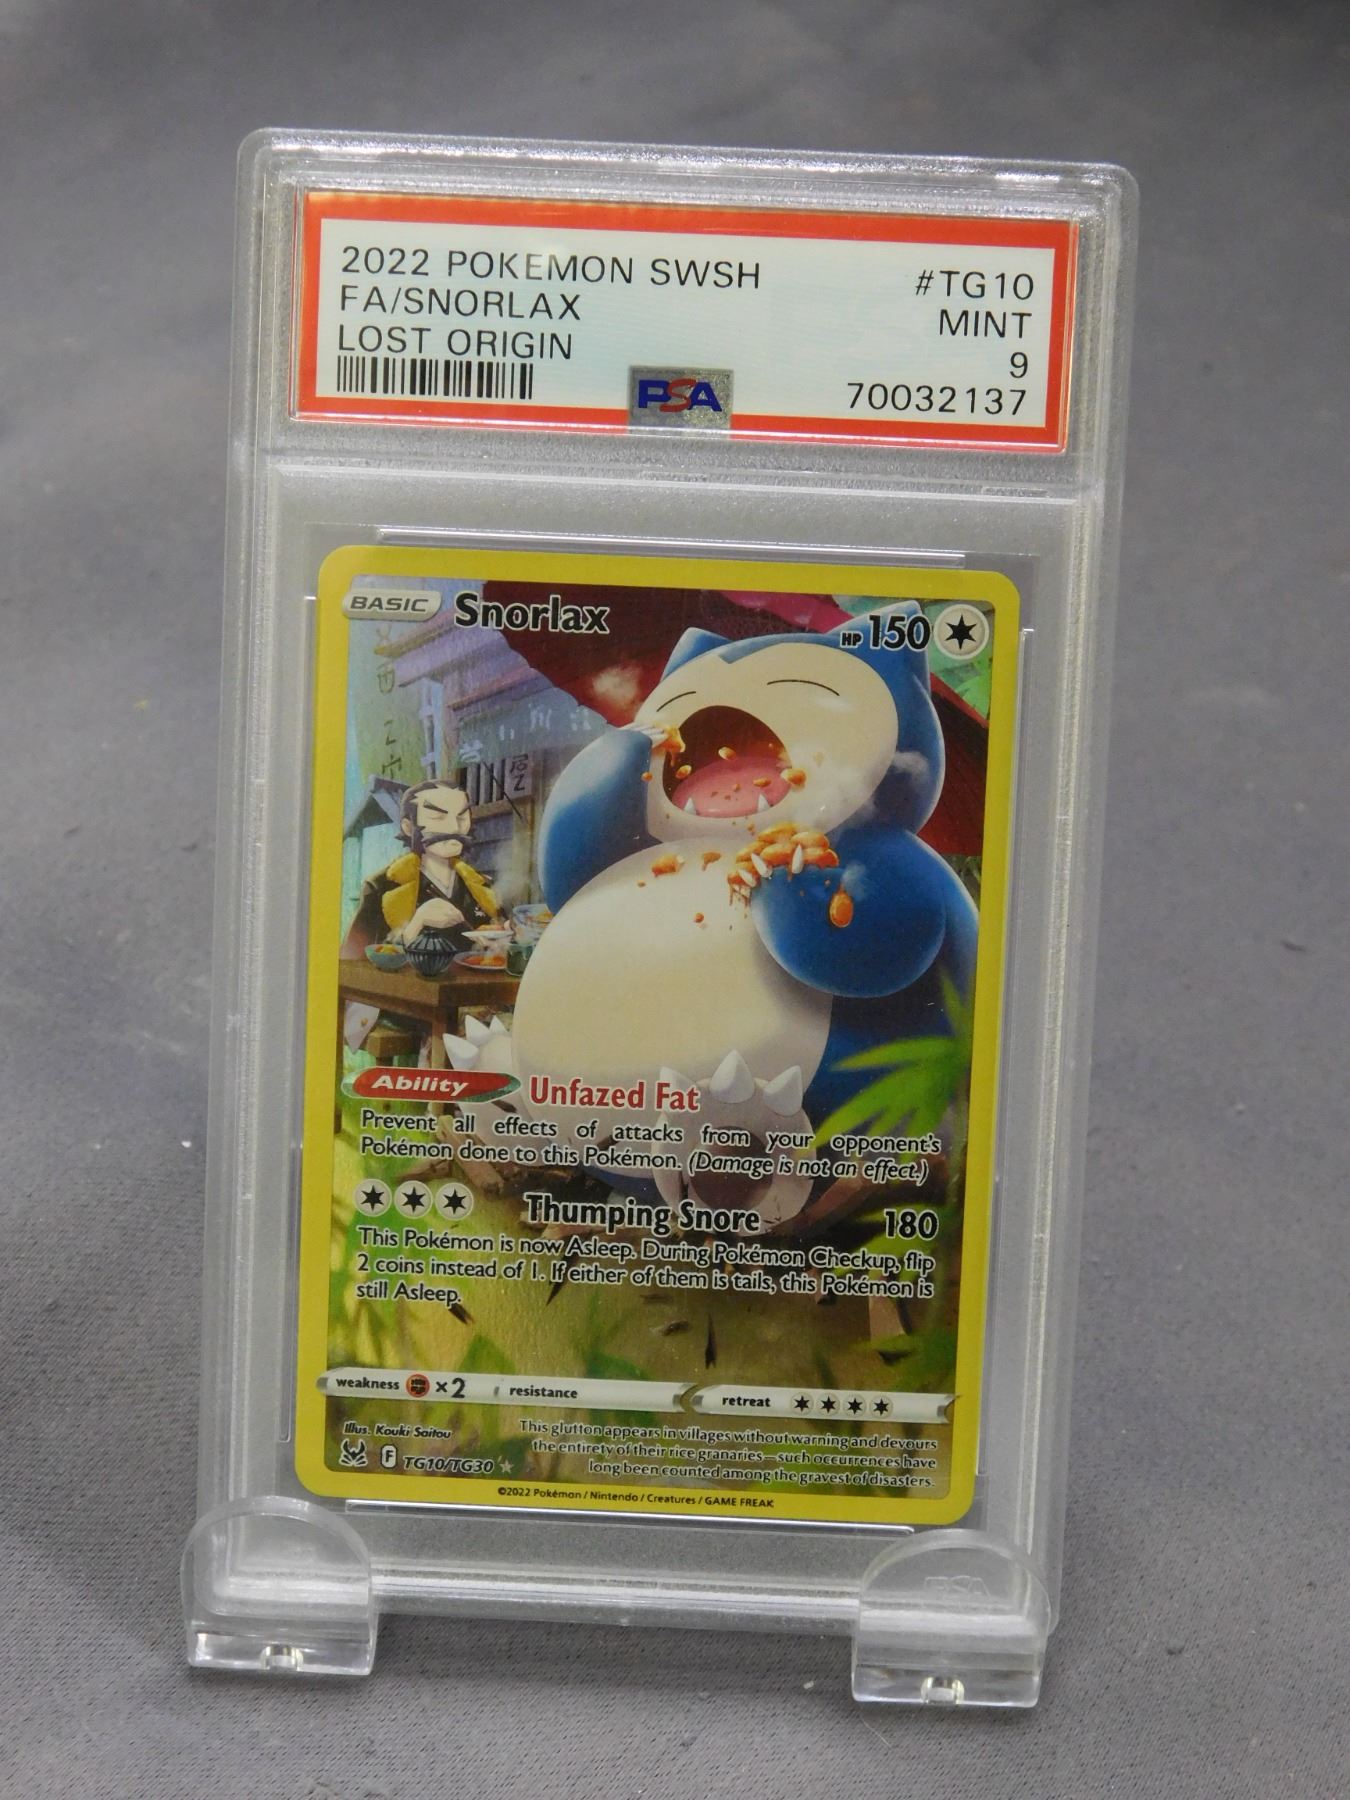 2022 POKEMON SWSH #TG10
FA/SNORLAX MINT
LOST ORIGIN 9
PSA 70032137
BASIC Snorlax HP 150
Ability Unfazed Fat
Prevent all effects of attacks from your opponent's
Pokémon done to this Pokémon. (Damage is not an effect.)
Thumping Snore 180
This Pokémon is now Asleep. During Pokémon Checkup, flip
2 coins instead of 1. If either of them is tails, this Pokémon is
still Asleep.
weakness ×2 resistance retreat
Illus. Kouki Saitou
This glutton appears in villages without warning and devours
the entirety of their rice granaries—such occurrences have
long been counted among the gravest of disasters.
F TG10/TG30
©2022 Pokémon / Nintendo / Creatures / GAME FREAK
PSA